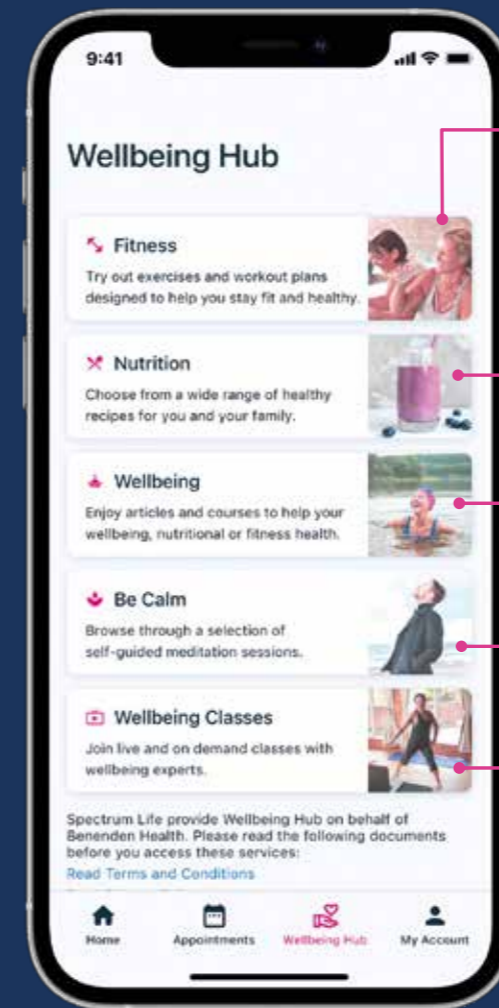 9:41
Wellbeing Hub
Fitness
Try out exercises and workout plans
designed to help you stay fit and healthy.
Nutrition
Choose from a wide range of healthy
recipes for you and your family.
Wellbeing
Enjoy articles and courses to help your
wellbeing, nutritional or fitness health.
Be Calm
Browse through a selection of
self-guided meditation sessions.
Wellbeing Classes
Join live and on demand classes with
wellbeing experts.
Spectrum Life provide Wellbeing Hub on behalf of
Benenden Health. Please read the following documents
before you access these services:
Read Terms and Conditions
Home
Appointments
Wellbeing Hub
My Account